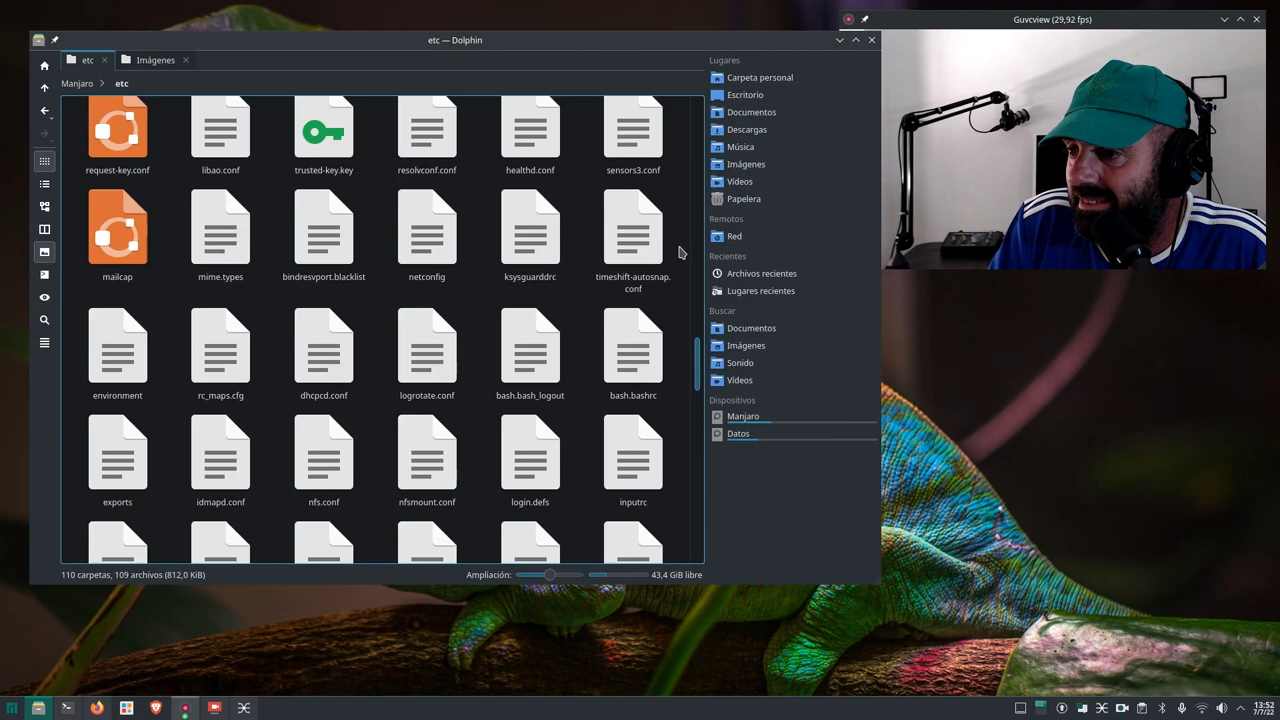 Guvcview (29,92 fps)
etc — Dolphin
etc
Imágenes
Manjaro
etc
request-key.conf
libao.conf
trusted-key.key
resolvconf.conf
healthd.conf
sensors3.conf
mailcap
mime.types
bindresvport.blacklist
netconfig
ksysguarddrc
timeshift-autosnap.
conf
environment
rc_maps.cfg
dhcpcd.conf
logrotate.conf
bash.bash_logout
bash.bashrc
exports
idmapd.conf
nfs.conf
nfsmount.conf
login.defs
inputrc
110 carpetas, 109 archivos (812,0 KiB)
Ampliación:
43,4 GiB libre
Lugares
Carpeta personal
Escritorio
Documentos
Descargas
Música
Imágenes
Vídeos
Papelera
Remotos
Red
Recientes
Archivos recientes
Lugares recientes
Buscar
Documentos
Imágenes
Sonido
Vídeos
Dispositivos
Manjaro
Datos
13:52
7/7/22